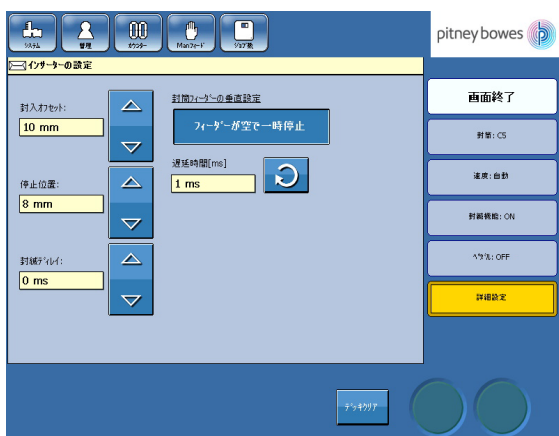 システム
管理
カウンター
Manフィード
ジョブ機
pitney bowes
インサーターの設定
封入オフセット:
10 mm
停止位置:
8 mm
封緘ディレイ:
0 ms
封筒フィーダーの垂直設定
フィーダーが空で一時停止
遅延時間[ms]
1 ms
画面終了
封筒: C5
速度: 自動
封緘機能: ON
ベタル: OFF
詳細設定
デッキクリア